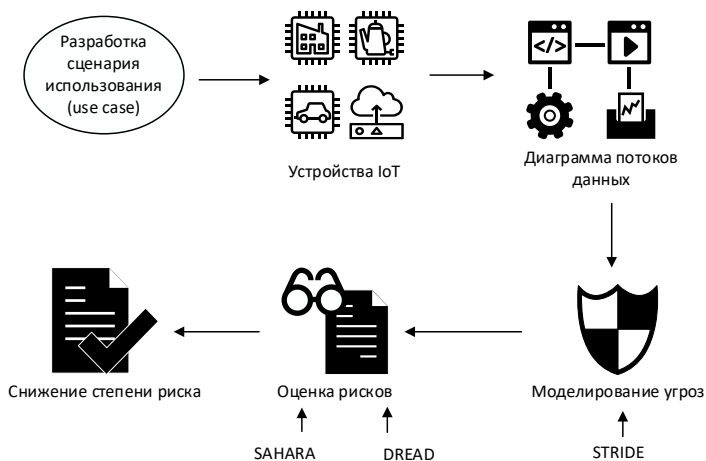 Разработка
сценария
использования
(use case)
Устройства IoT
</>
Диаграмма потоков
данных
Снижение степени риска
Оценка рисков
Моделирование угроз
SAHARA
DREAD
STRIDE